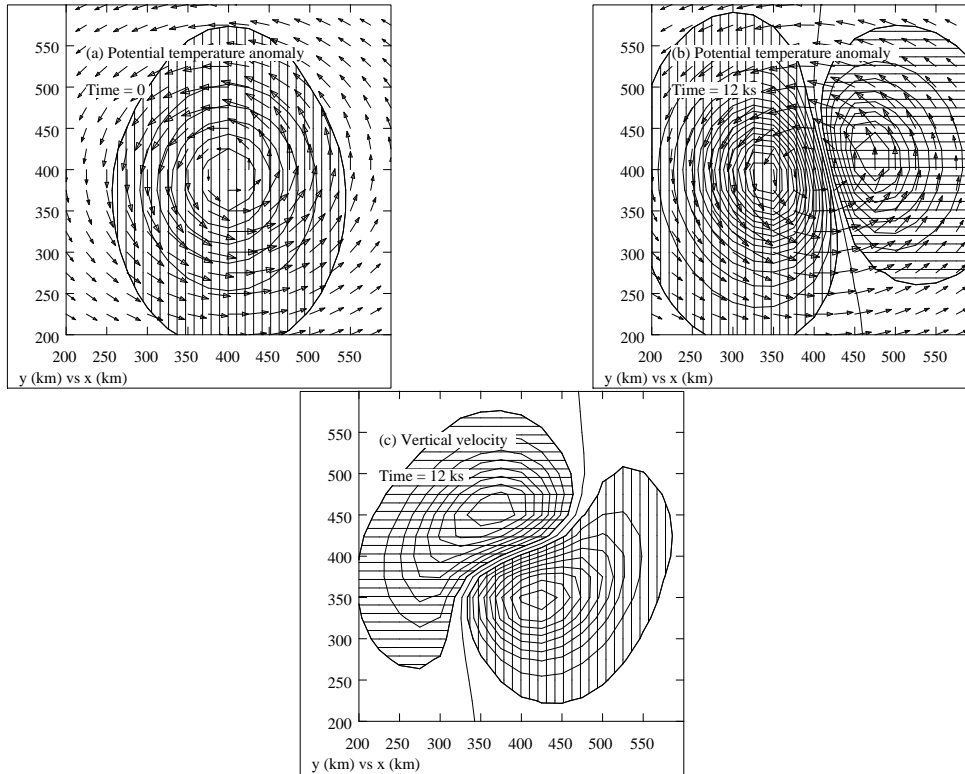 (a) Potential temperature anomaly
Time = 0
550
500
450
400
350
300
250
200
200 250 300 350 400 450 500 550
y (km) vs x (km)
(b) Potential temperature anomaly
Time = 12 ks
550
500
450
400
350
300
250
200
200 250 300 350 400 450 500 550
y (km) vs x (km)
(c) Vertical velocity
Time = 12 ks
550
500
450
400
350
300
250
200
200 250 300 350 400 450 500 550
y (km) vs x (km)